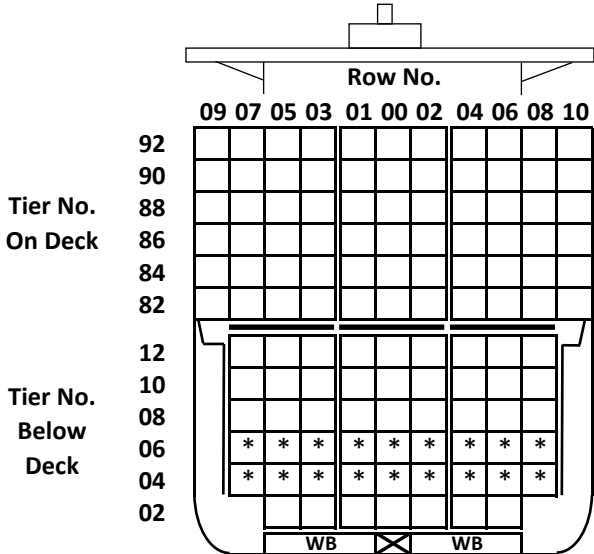 Row No.
09 07 05 03 01 00 02 04 06 08 10
92
90
Tier No. 88
On Deck 86
84
82
12
10
Tier No. 08
Below 06 * * * * * * * * *
Deck 04 * * * * * * * * *
02
WB WB